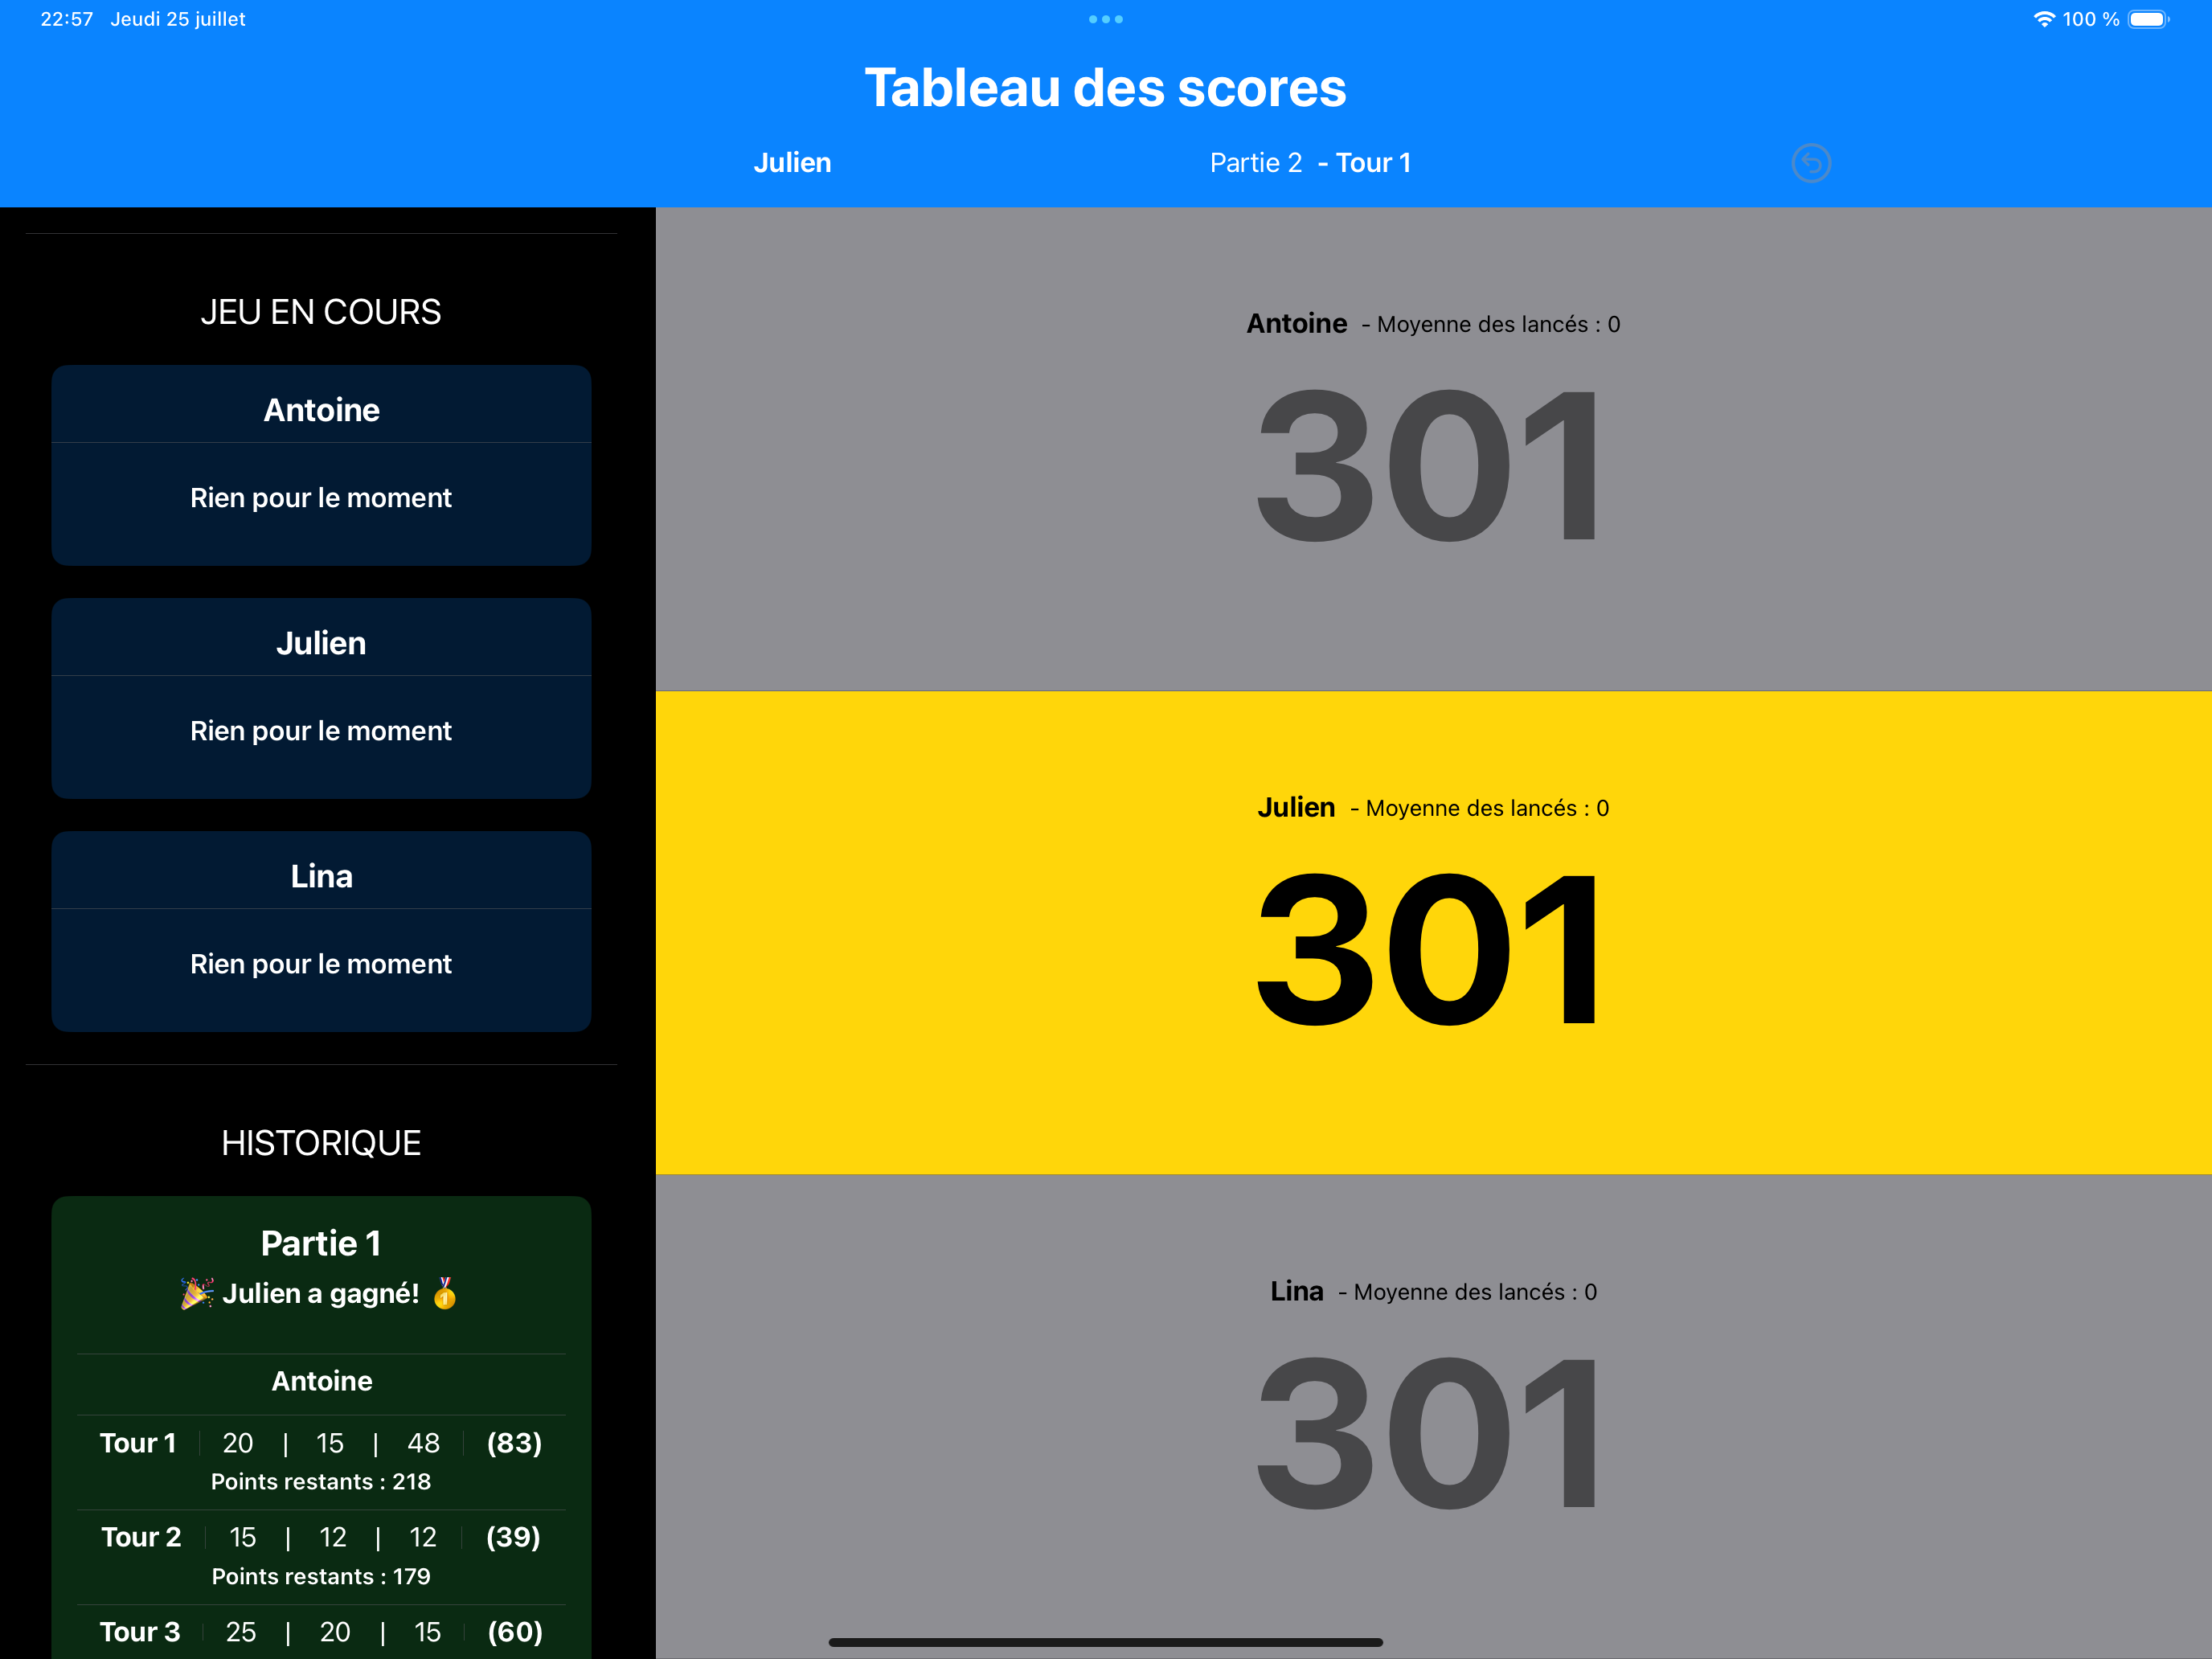 22:57 Jeudi 25 juillet
100 %
Tableau des scores
Julien
Partie 2 - Tour 1
JEU EN COURS
Antoine
Rien pour le moment
Julien
Rien pour le moment
Lina
Rien pour le moment
HISTORIQUE
Partie 1
🎉 Julien a gagné! 🥇
Antoine
Tour 1 20 | 15 | 48 (83)
Points restants : 218
Tour 2 15 | 12 | 12 (39)
Points restants : 179
Tour 3 25 | 20 | 15 (60)
Antoine - Moyenne des lancés : 0
301
Julien - Moyenne des lancés : 0
301
Lina - Moyenne des lancés : 0
301